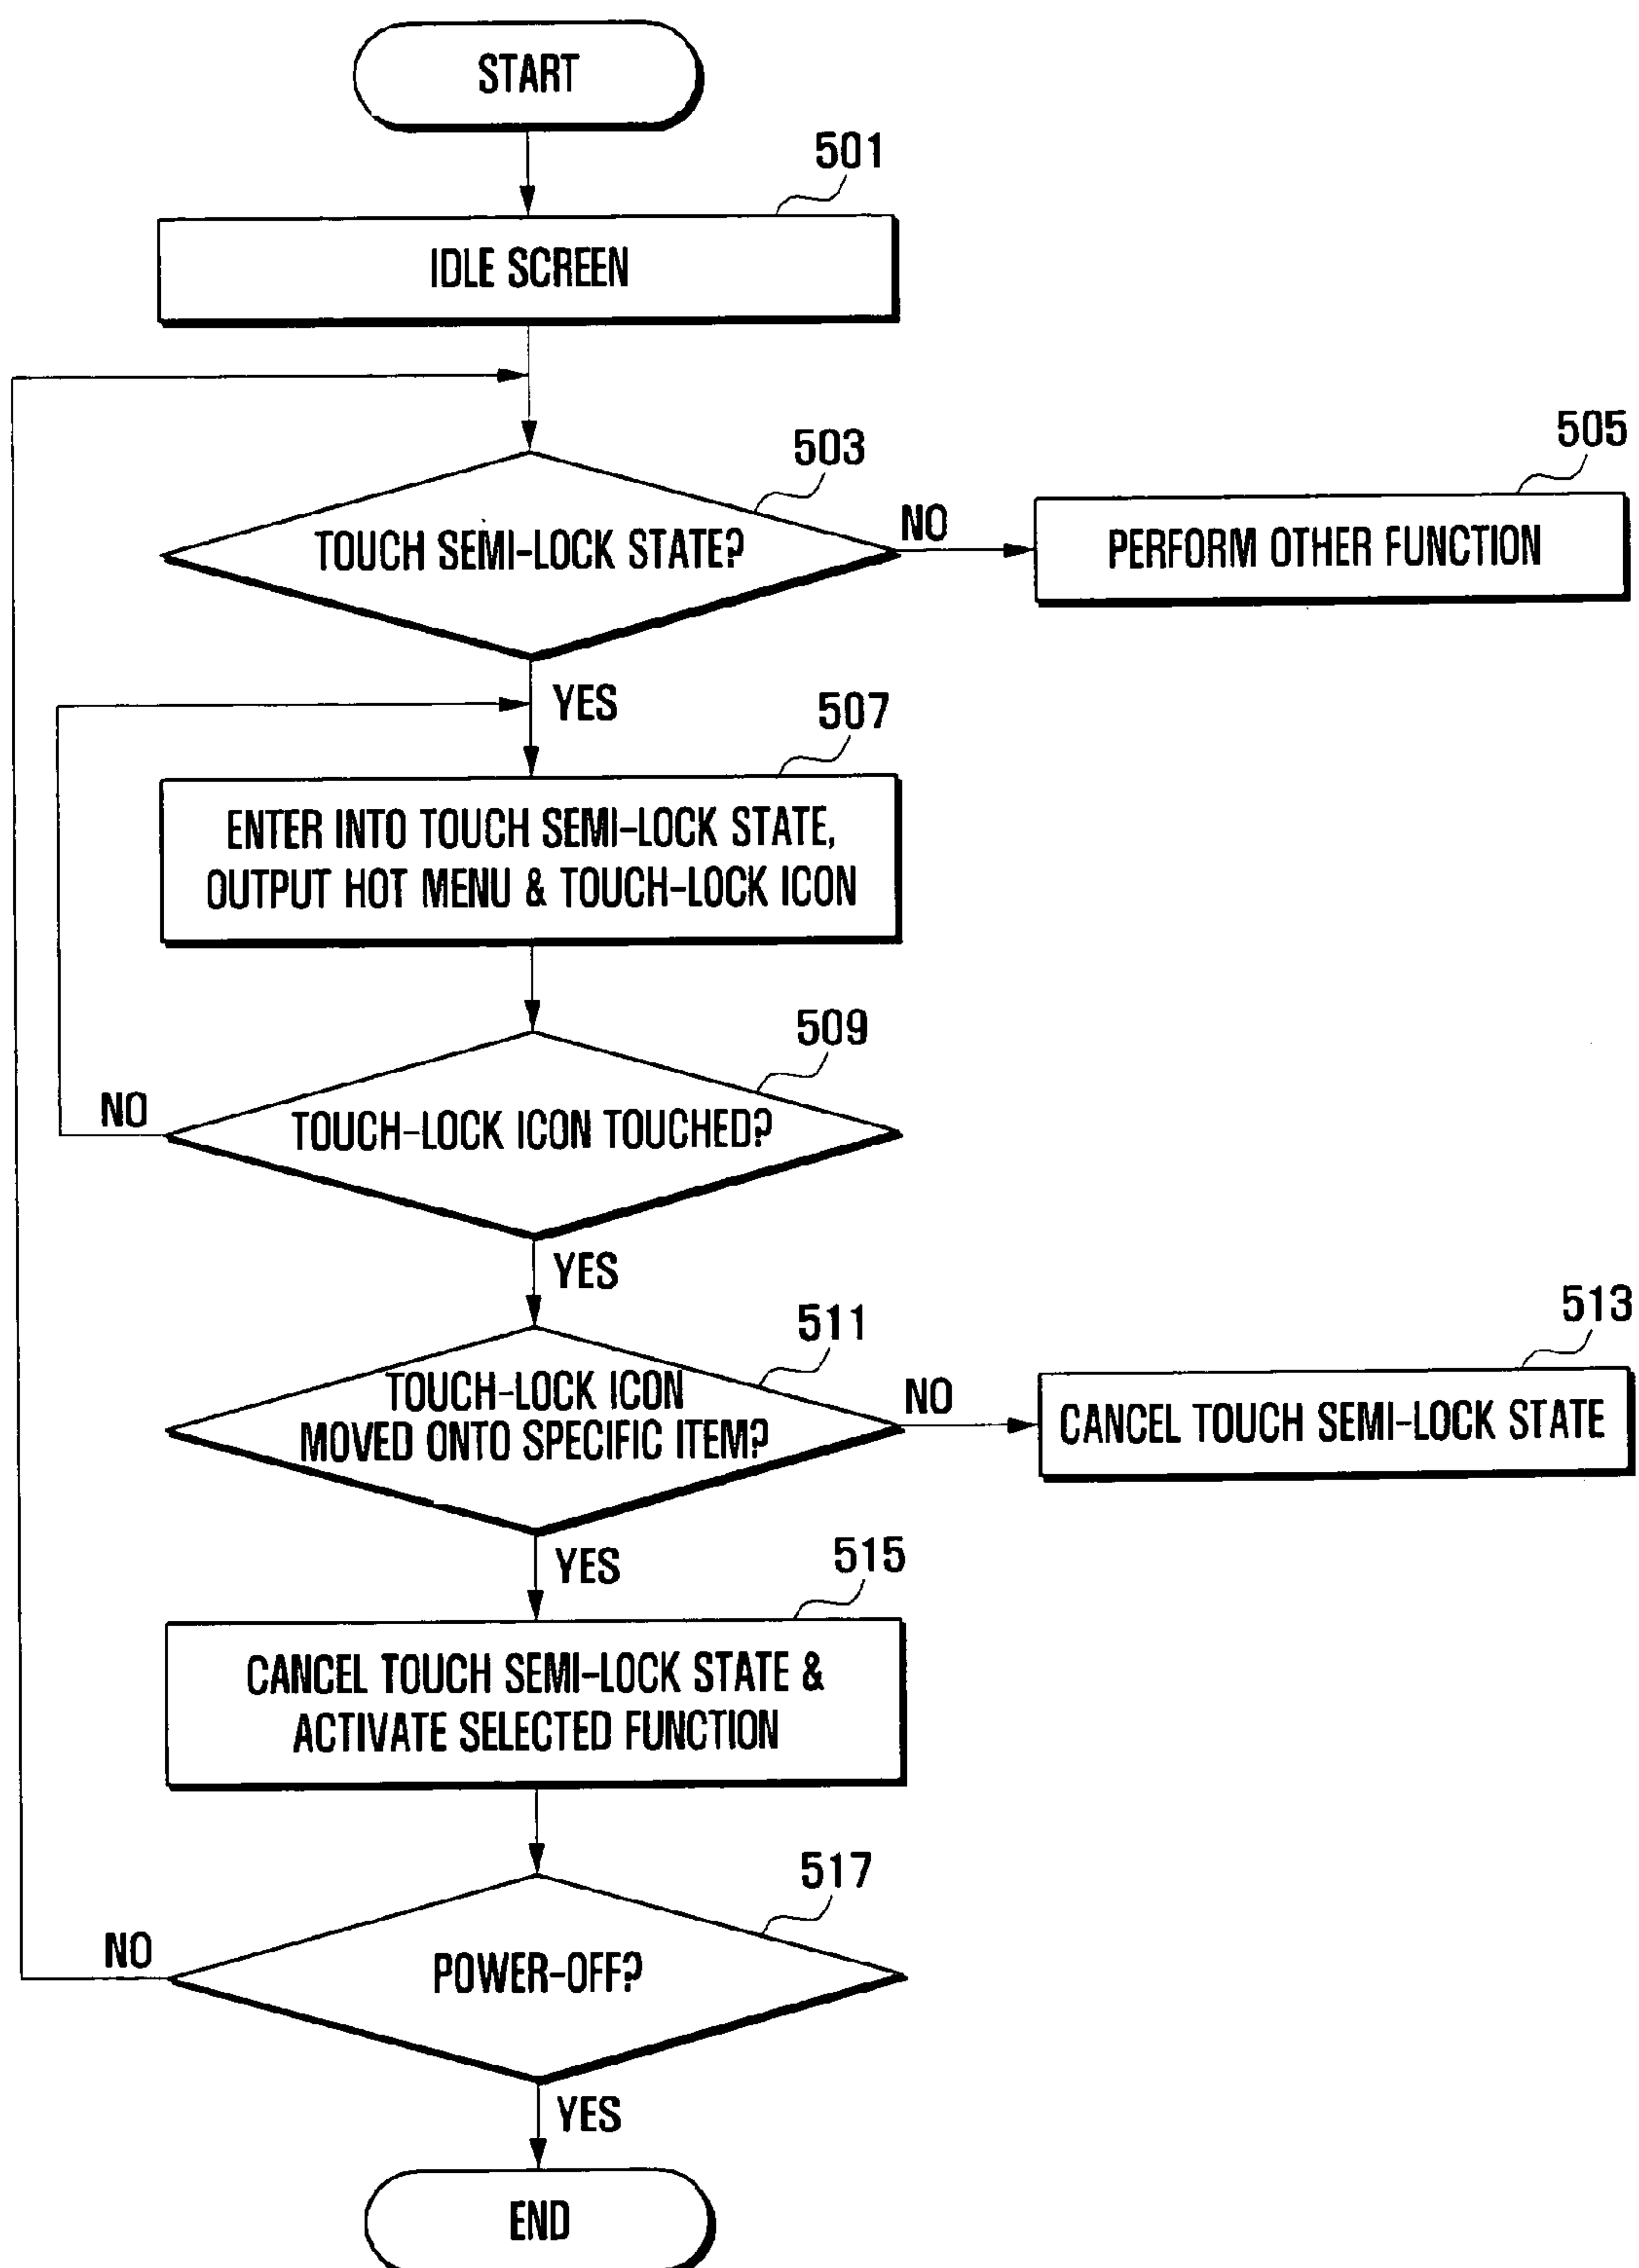 START
501
IDLE SCREEN
503
TOUCH SEMI-LOCK STATE?
NO
505
PERFORM OTHER FUNCTION
YES
507
ENTER INTO TOUCH SEMI-LOCK STATE,
OUTPUT HOT MENU & TOUCH-LOCK ICON
509
TOUCH-LOCK ICON TOUCHED?
NO
YES
511
TOUCH-LOCK ICON
MOVED ONTO SPECIFIC ITEM?
NO
513
CANCEL TOUCH SEMI-LOCK STATE
YES
515
CANCEL TOUCH SEMI-LOCK STATE &
ACTIVATE SELECTED FUNCTION
517
POWER-OFF?
NO
YES
END